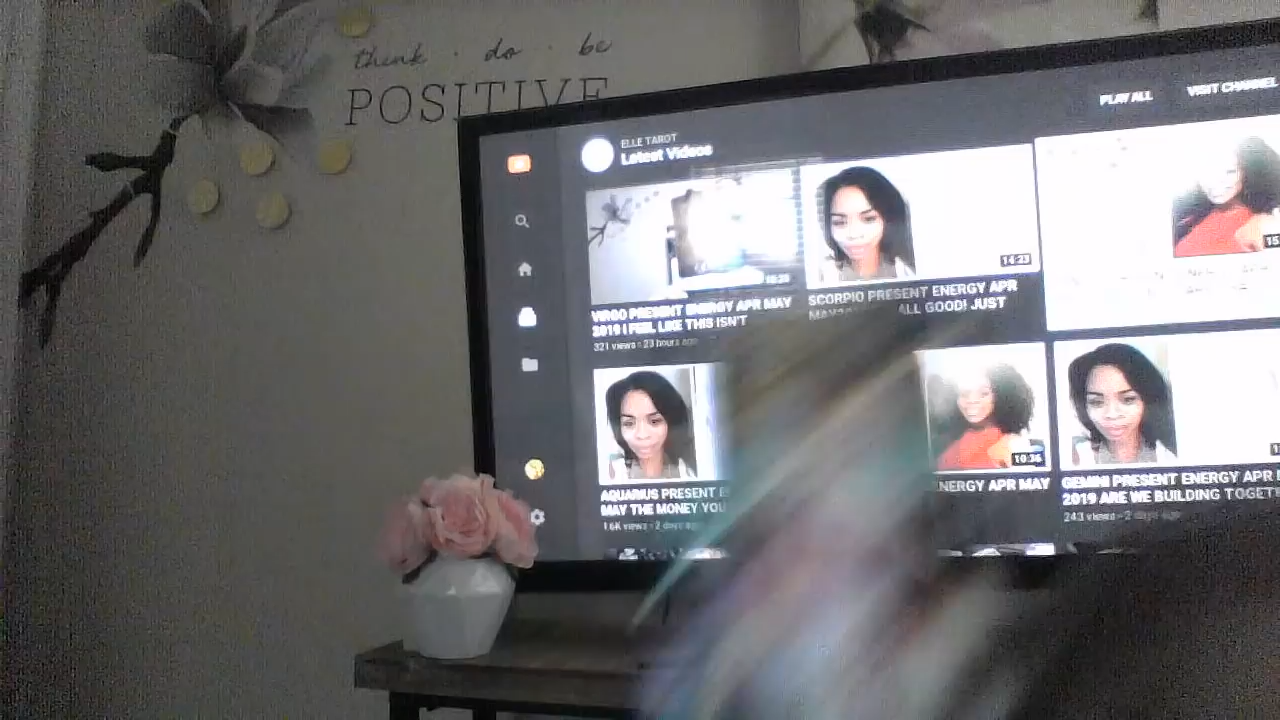 think · do · be
POSITIVE
PLAY ALL
VISIT CHANNEL
ELLE TAROT
Latest Videos
14:23
15
VIRGO PRESENT ENERGY APR MAY
2019 I FEEL LIKE THIS ISN'T
321 views · 23 hours ago
SCORPIO PRESENT ENERGY APR
ALL GOOD! JUST
10:36
AQUARIUS PRESENT E
MAY THE MONEY YOU
1.6K views · 2 days ago
NERGY APR MAY
GEMINI PRESENT ENERGY APR
2019 ARE WE BUILDING TOGET
243 views · 2 days ago